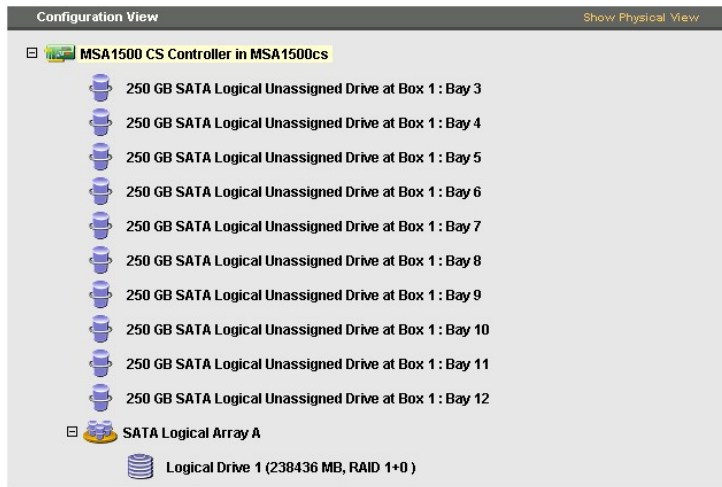 Configuration View Show Physical View
MSA1500 CS Controller in MSA1500cs
250 GB SATA Logical Unassigned Drive at Box 1 : Bay 3
250 GB SATA Logical Unassigned Drive at Box 1 : Bay 4
250 GB SATA Logical Unassigned Drive at Box 1 : Bay 5
250 GB SATA Logical Unassigned Drive at Box 1 : Bay 6
250 GB SATA Logical Unassigned Drive at Box 1 : Bay 7
250 GB SATA Logical Unassigned Drive at Box 1 : Bay 8
250 GB SATA Logical Unassigned Drive at Box 1 : Bay 9
250 GB SATA Logical Unassigned Drive at Box 1 : Bay 10
250 GB SATA Logical Unassigned Drive at Box 1 : Bay 11
250 GB SATA Logical Unassigned Drive at Box 1 : Bay 12
SATA Logical Array A
Logical Drive 1 (238436 MB, RAID 1+0 )